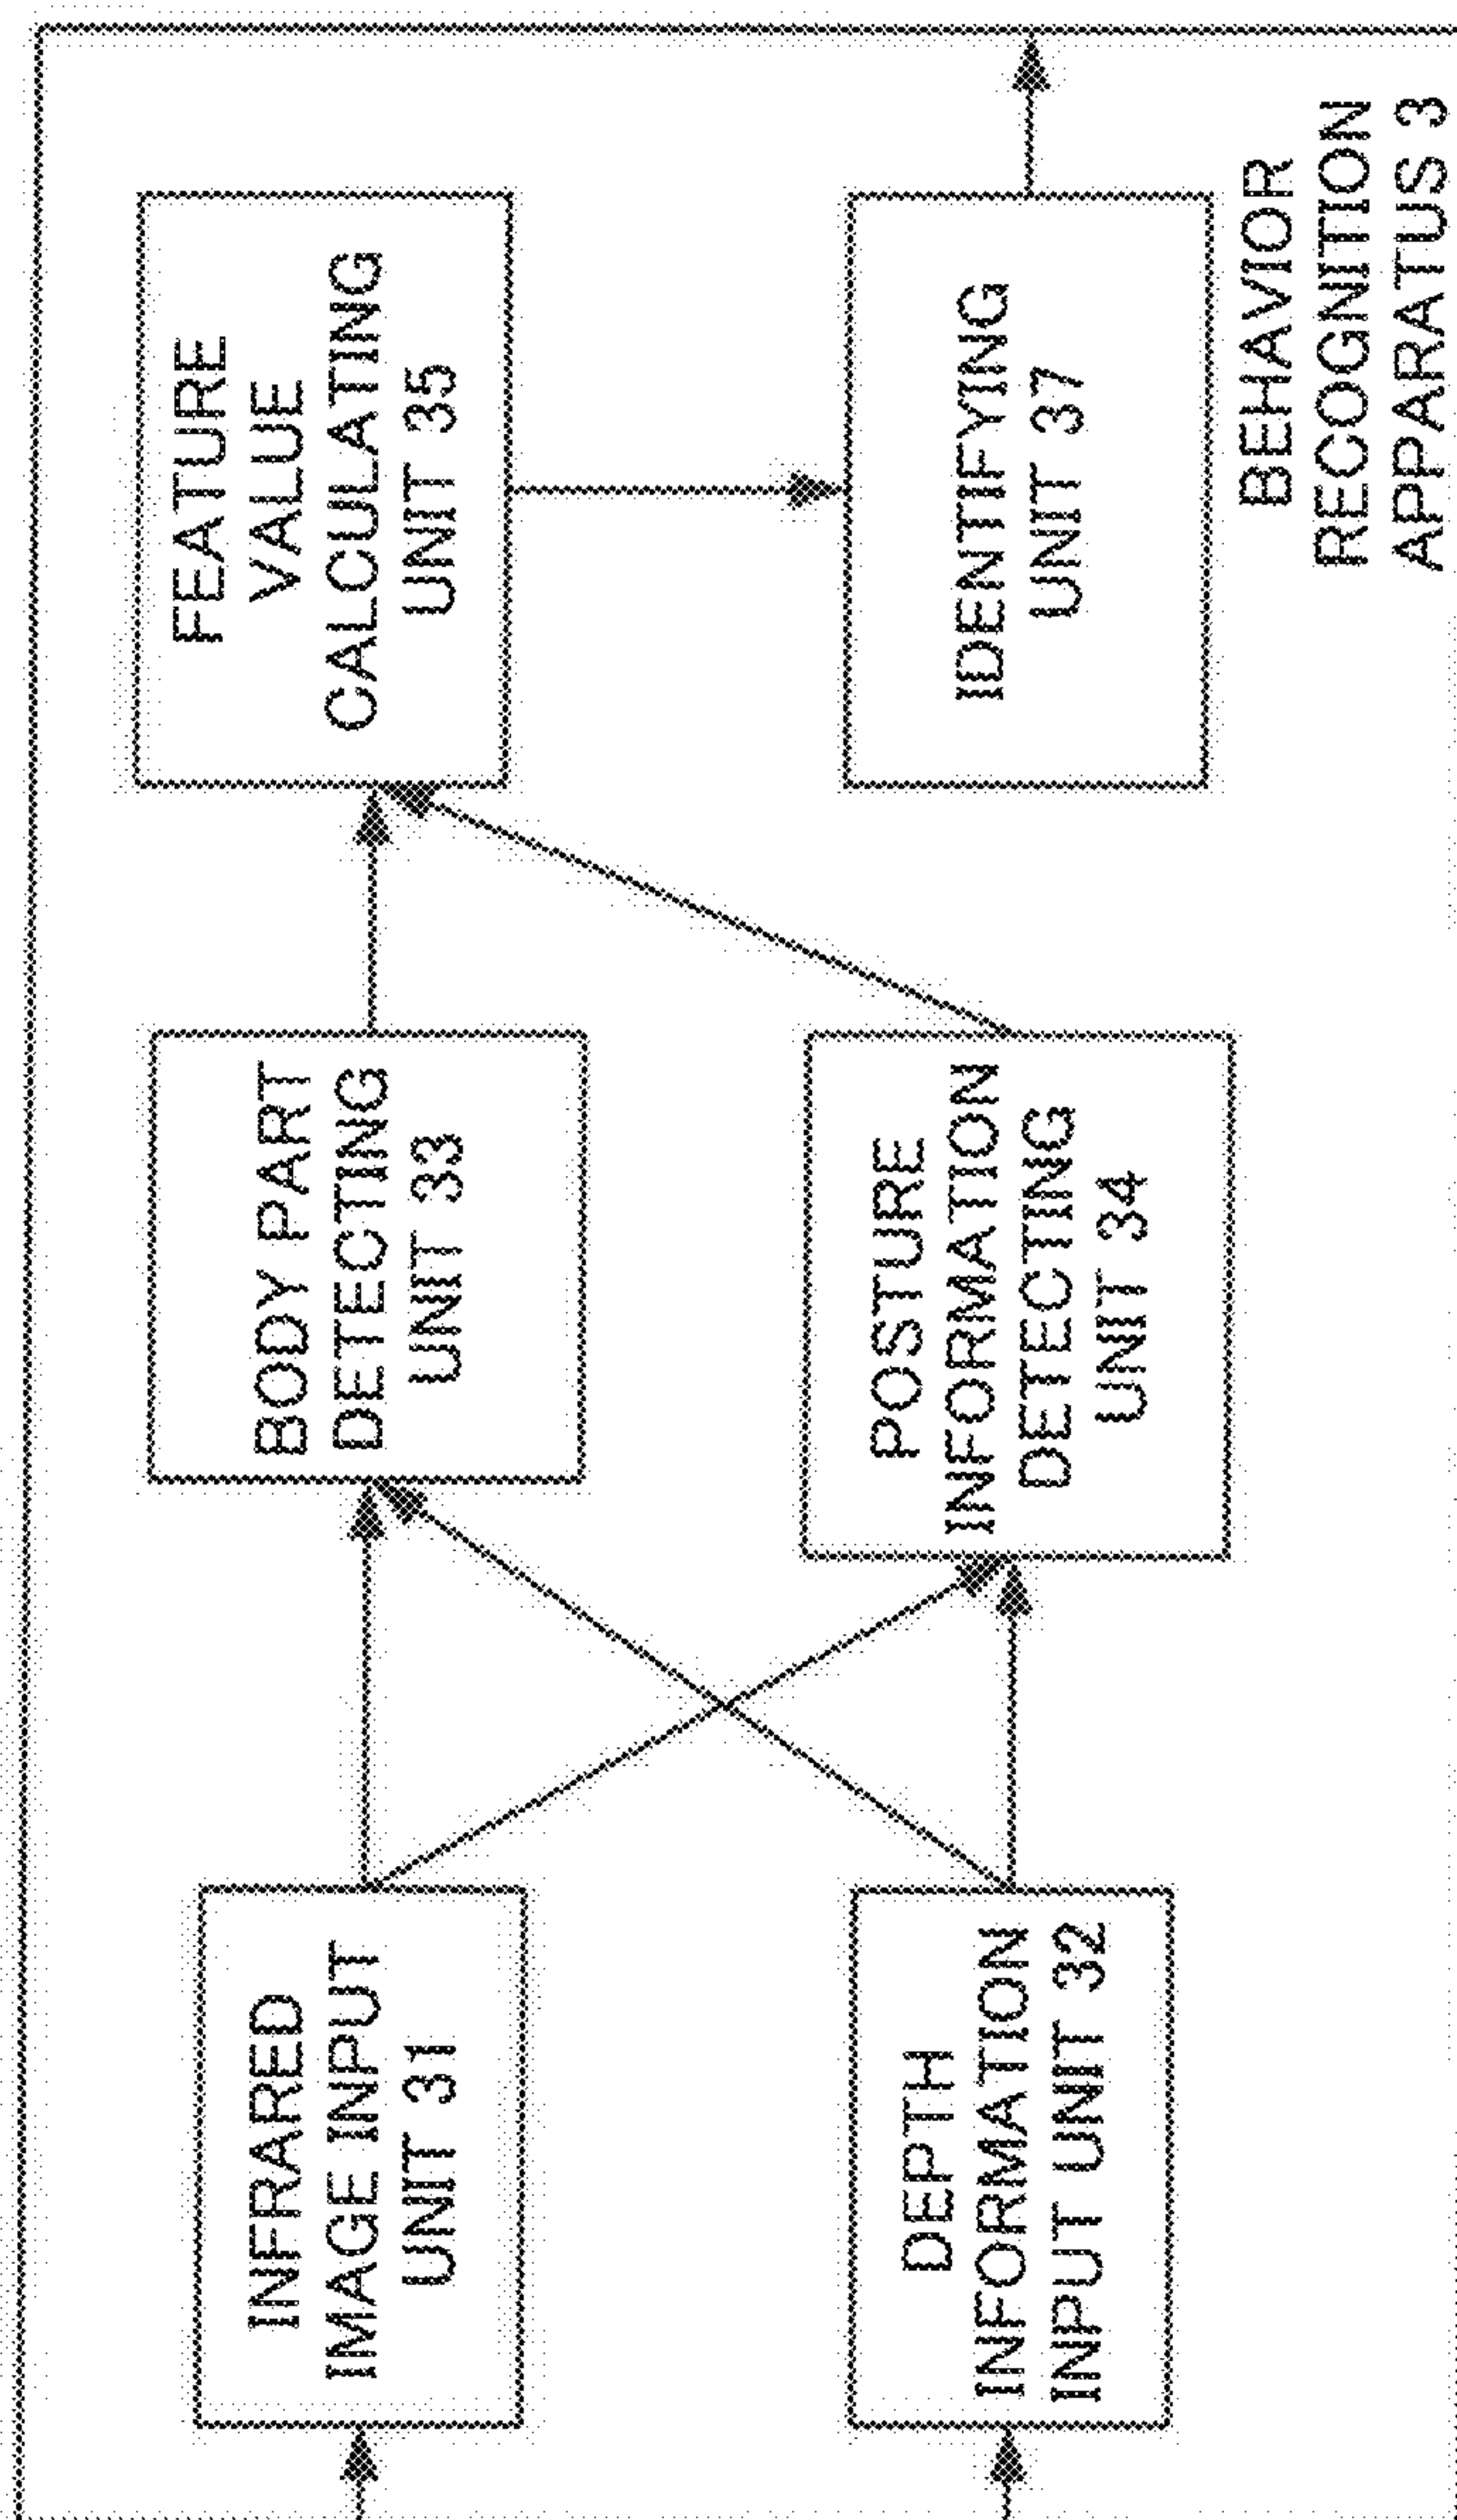 INFRARED
IMAGE INPUT
UNIT 31
BODY PART
DETECTING
UNIT 33
FEATURE
VALUE
CALCULATING
UNIT 35
DEPTH
INFORMATION
INPUT UNIT 32
POSTURE
INFORMATION
DETECTING
UNIT 34
IDENTIFYING
UNIT 37
BEHAVIOR
RECOGNITION
APPARATUS 3